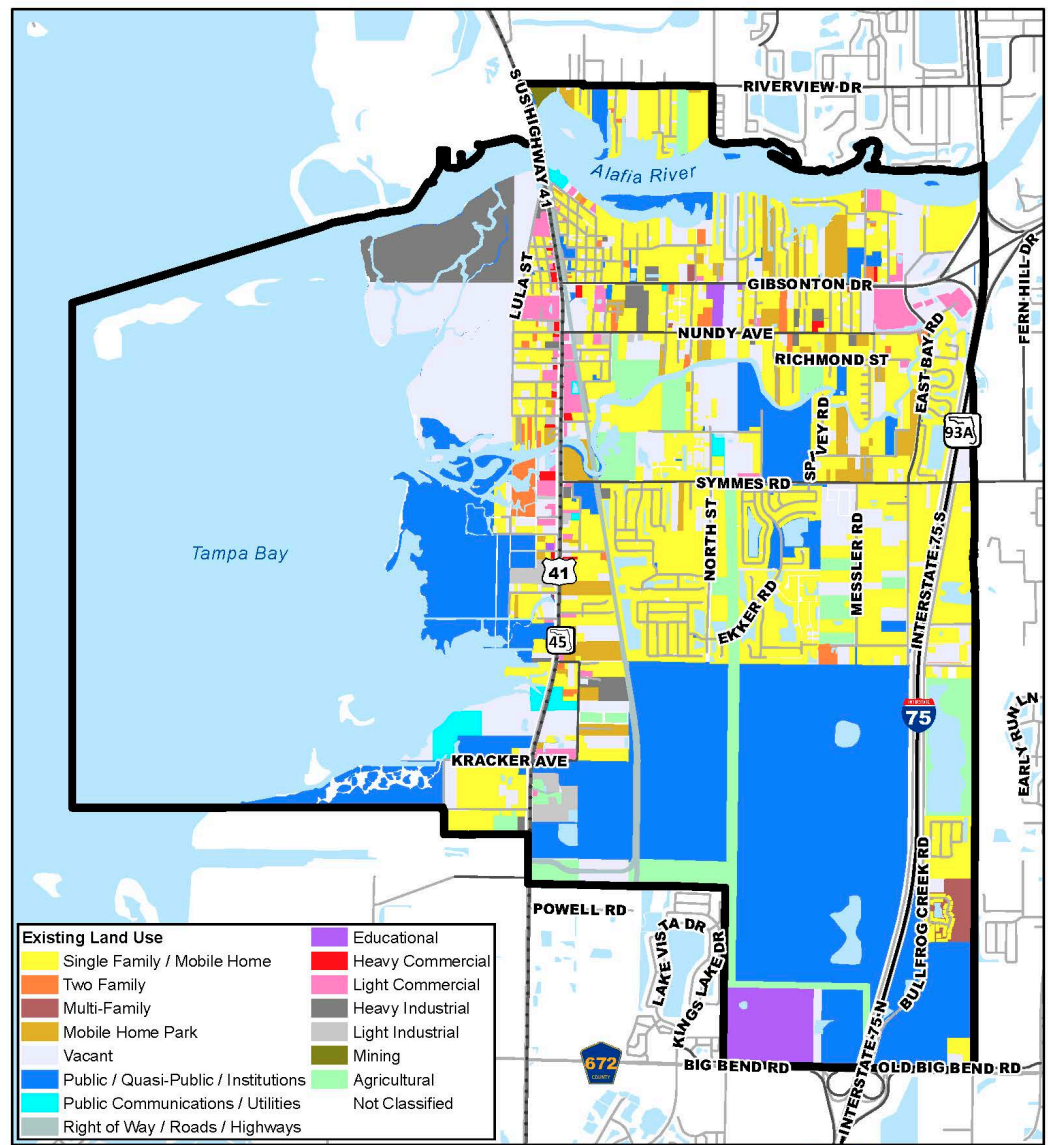 RIVERVIEW DR
S US HIGHWAY 41
Alafia River
LULA ST
GIBSONTON DR
FERN HILL DR
NUNDY AVE
RICHMOND ST
EAST BAY RD
93A
SPIVEY RD
SYMMES RD
Tampa Bay
NORTH ST
MESSLER RD
INTERSTATE 75 S
41
EKKER RD
45
INTERSTATE
75
EARLY RUN LN
KRACKER AVE
BULLFROG CREEK RD
POWELL RD
LAKE VISTA DR
KINGS LAKE DR
672
COUNTY
BIG BEND RD
OLD BIG BEND RD
INTERSTATE 75 N
Existing Land Use
Single Family / Mobile Home
Two Family
Multi-Family
Mobile Home Park
Vacant
Public / Quasi-Public / Institutions
Public Communications / Utilities
Right of Way / Roads / Highways
Educational
Heavy Commercial
Light Commercial
Heavy Industrial
Light Industrial
Mining
Agricultural
Not Classified